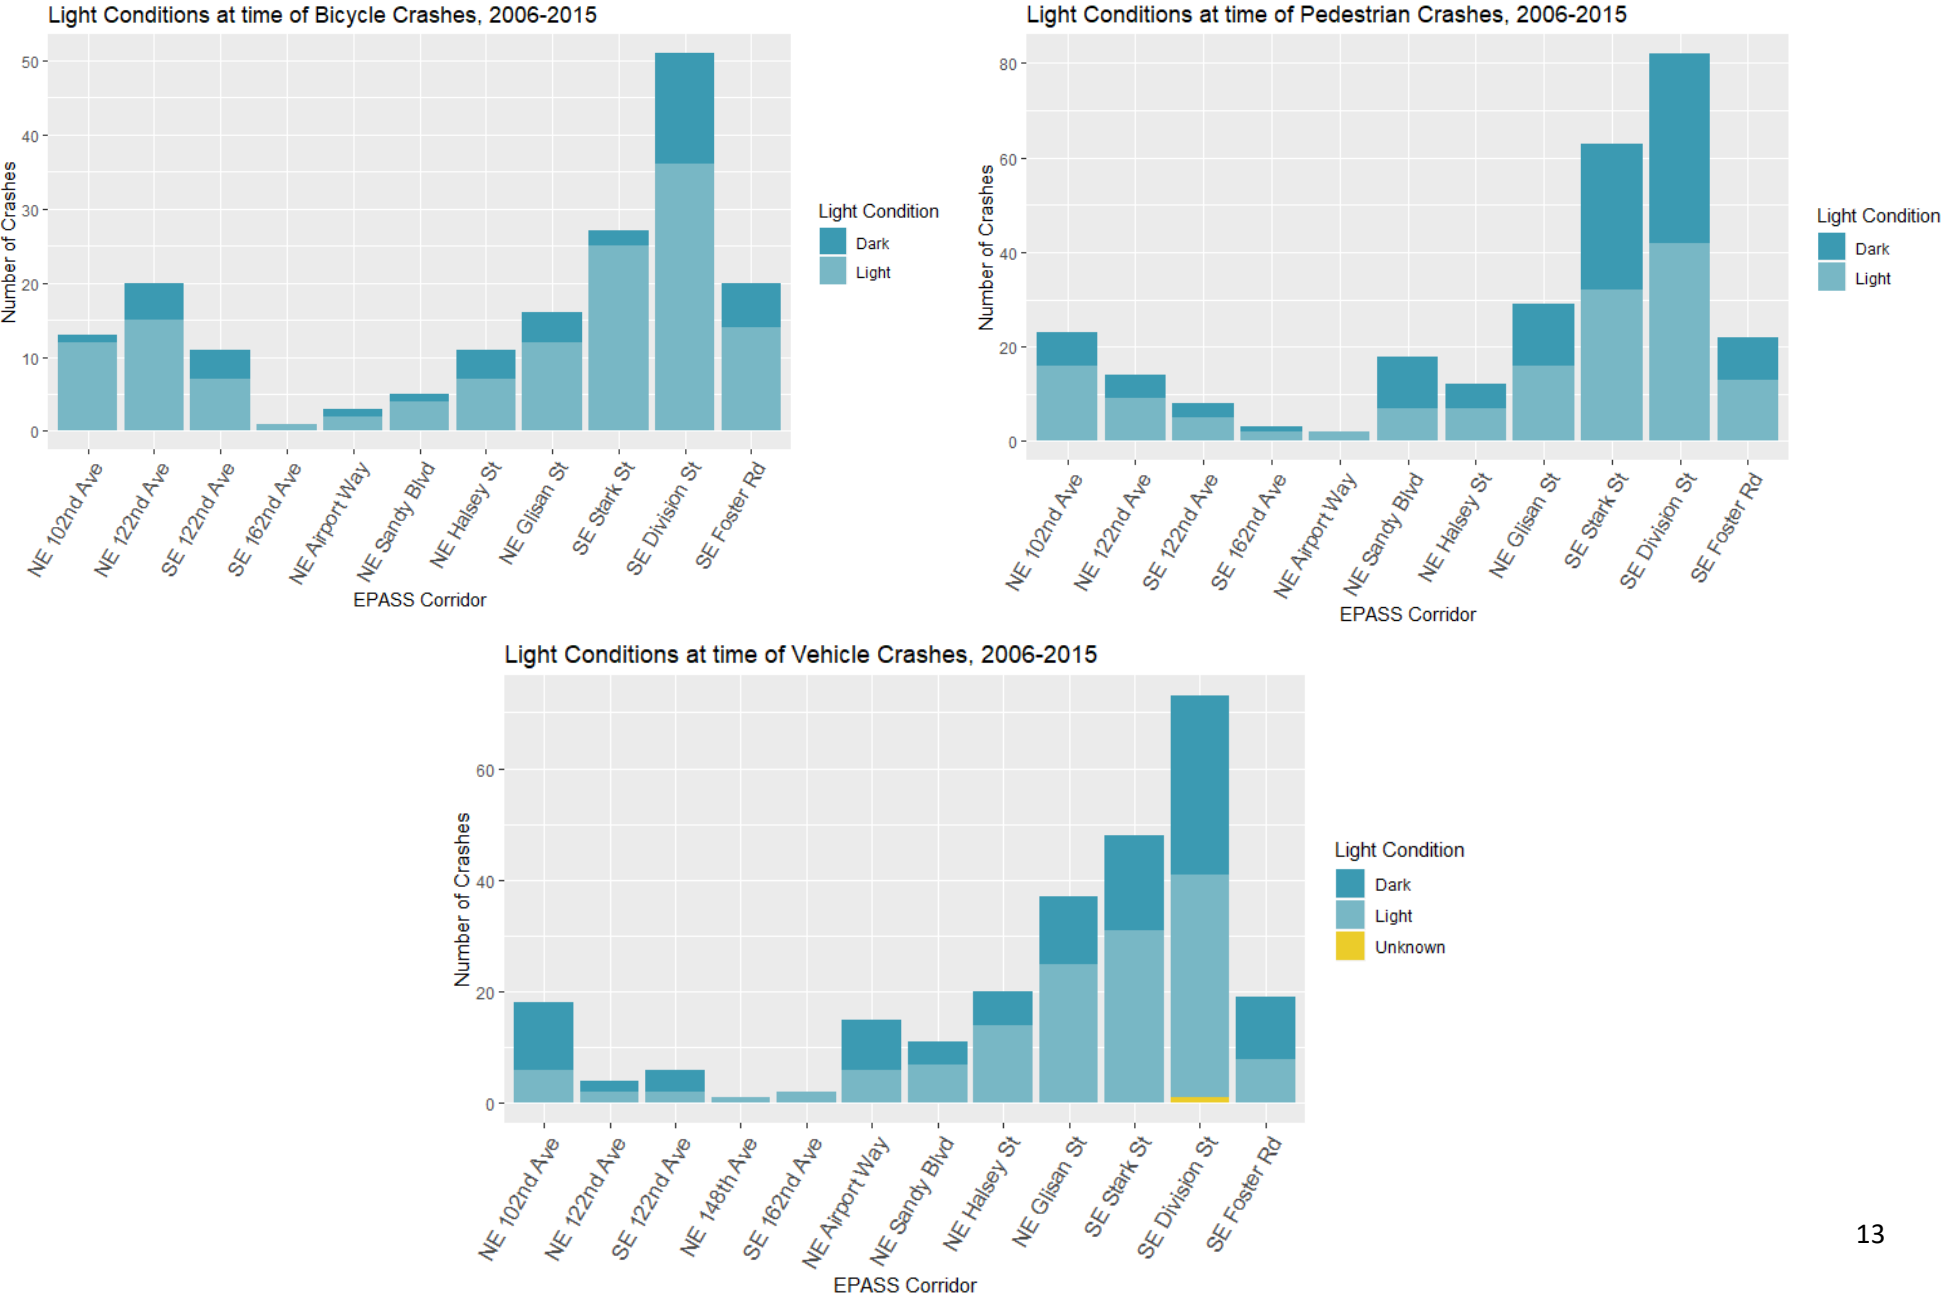 Light Conditions at time of Bicycle Crashes, 2006-2015
Number of Crashes
50
40
30
20
10
0
NE 102nd Ave
NE 122nd Ave
SE 122nd Ave
SE 162nd Ave
NE Airport Way
NE Sandy Blvd
NE Halsey St
NE Glisan St
SE Stark St
SE Division St
SE Foster Rd
EPASS Corridor
Light Condition
Dark
Light
Light Conditions at time of Pedestrian Crashes, 2006-2015
Number of Crashes
80
60
40
20
0
NE 102nd Ave
NE 122nd Ave
SE 122nd Ave
SE 162nd Ave
NE Airport Way
NE Sandy Blvd
NE Halsey St
NE Glisan St
SE Stark St
SE Division St
SE Foster Rd
EPASS Corridor
Light Condition
Dark
Light
Light Conditions at time of Vehicle Crashes, 2006-2015
Number of Crashes
60
40
20
0
NE 102nd Ave
NE 122nd Ave
SE 122nd Ave
NE 148th Ave
SE 162nd Ave
NE Airport Way
NE Sandy Blvd
NE Halsey St
NE Glisan St
SE Stark St
SE Division St
SE Foster Rd
EPASS Corridor
Light Condition
Dark
Light
Unknown
13